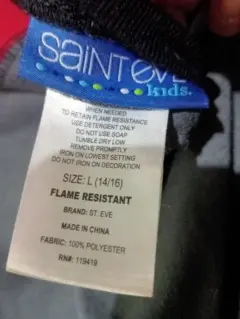 saınteve
kids.
WHEN NEEDED
TO RETAIN FLAME RESISTANCE
USE DETERGENT ONLY
DO NOT USE SOAP
TUMBLE DRY LOW
REMOVE PROMPTLY
IRON ON LOWEST SETTING
DO NOT IRON ON DECORATION
SIZE: L (14/16)
FLAME RESISTANT
BRAND: ST. EVE
MADE IN CHINA
FABRIC: 100% POLYESTER
RN#: 119419